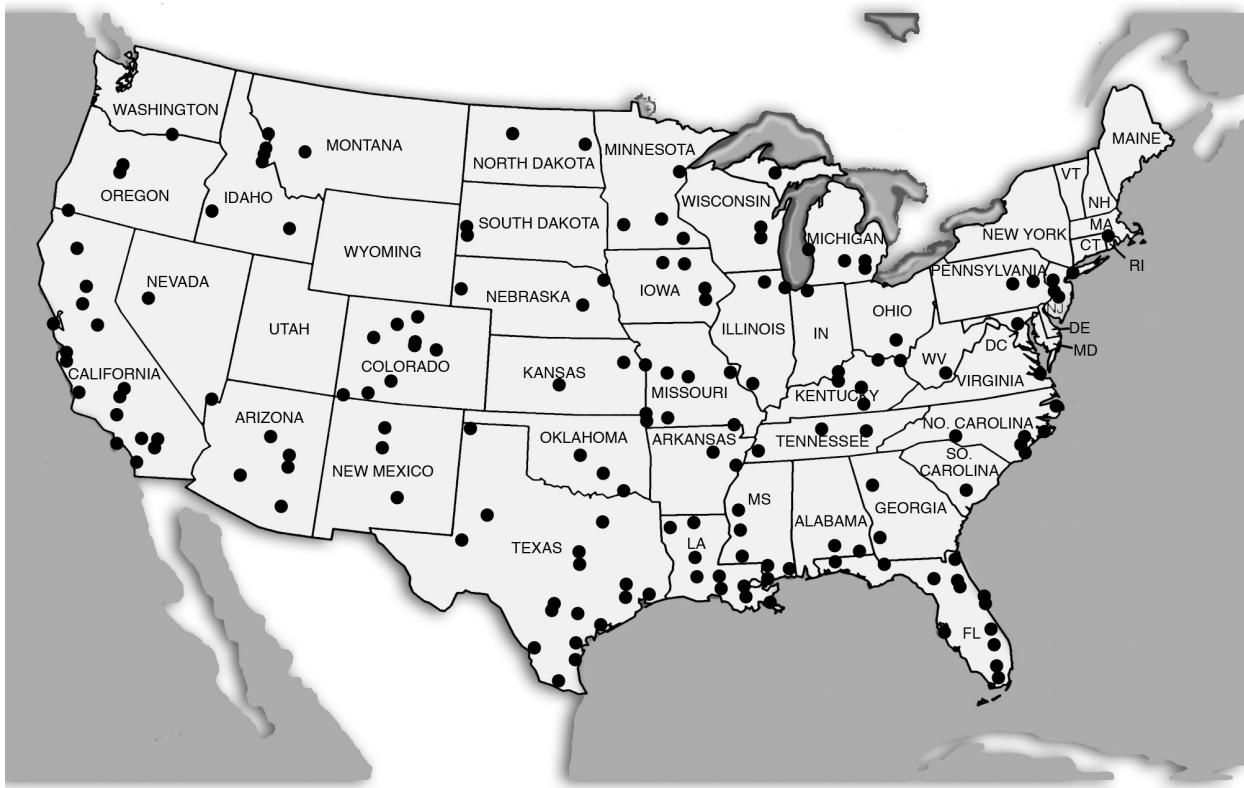 WASHINGTON
MONTANA
NORTH DAKOTA
MINNESOTA
MAINE
OREGON
IDAHO
WISCONSIN
VT
NH
SOUTH DAKOTA
MICHIGAN
NEW YORK
MA
CT
RI
WYOMING
NEVADA
NEBRASKA
IOWA
PENNSYLVANIA
UTAH
ILLINOIS
IN
OHIO
NJ
DE
MD
DC
COLORADO
CALIFORNIA
KANSAS
MISSOURI
WV
VIRGINIA
KENTUCKY
ARIZONA
NEW MEXICO
OKLAHOMA
ARKANSAS
TENNESSEE
NO. CAROLINA
SO.
CAROLINA
TEXAS
LA
MS
ALABAMA
GEORGIA
FL